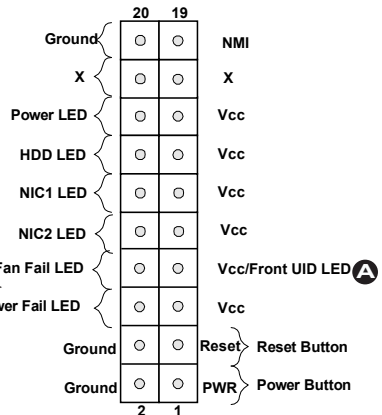 20 19
Ground NMI
X X
Power LED Vcc
HDD LED Vcc
NIC1 LED Vcc
NIC2 LED Vcc
Fan Fail LED Vcc/Front UID LED A
wer Fail LED Vcc
Ground Reset Reset Button
Ground PWR Power Button
2 1